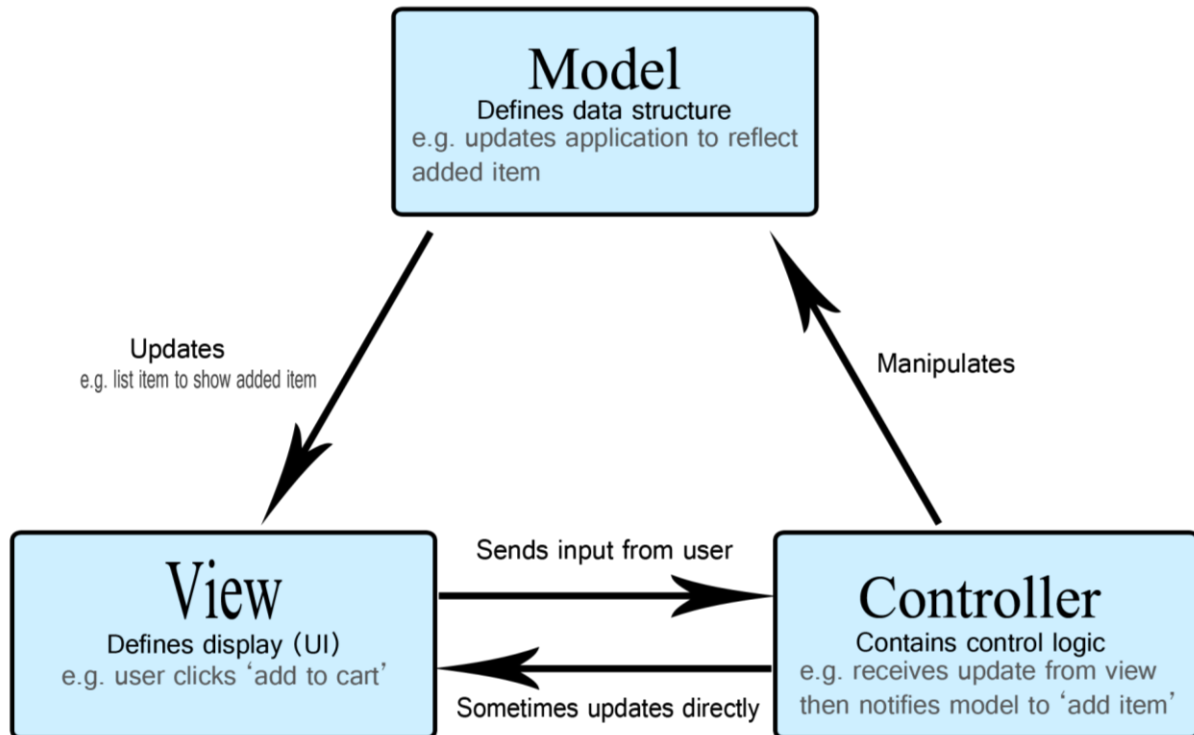 Model
Defines data structure
e.g. updates application to reflect
added item
Updates
e.g. list item to show added item
Manipulates
View
Defines display (UI)
e.g. user clicks ‘add to cart’
Sends input from user
Sometimes updates directly
Controller
Contains control logic
e.g. receives update from view
then notifies model to ‘add item’